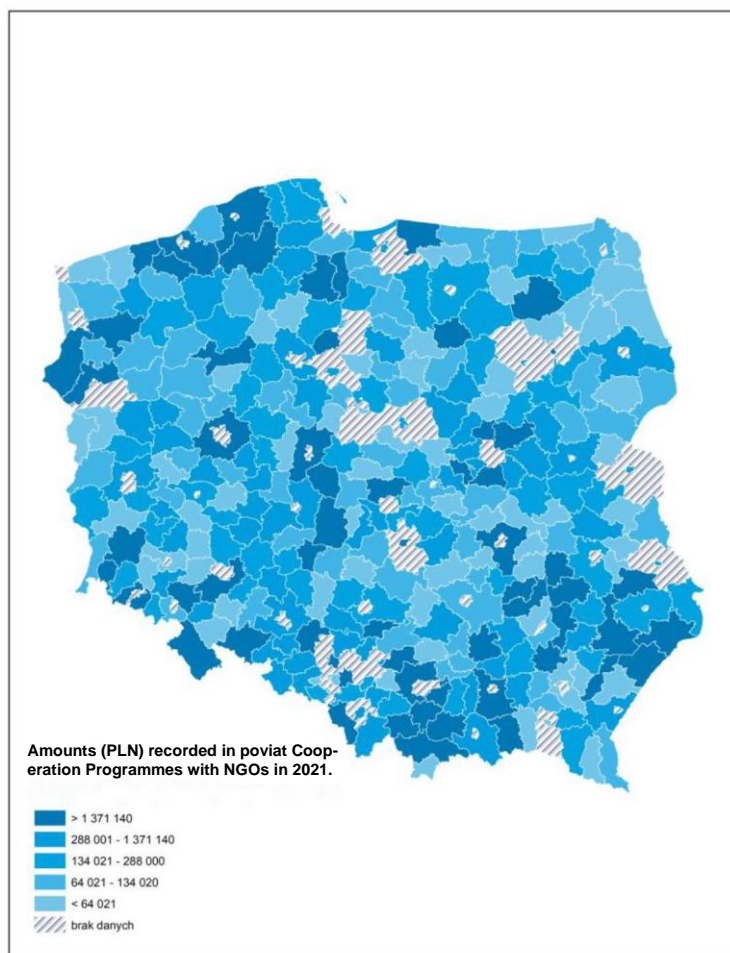 Amounts (PLN) recorded in poviat Coop-
eration Programmes with NGOs in 2021.
> 1 371 140
288 001 - 1 371 140
134 021 - 288 000
64 021 - 134 020
< 64 021
brak danych